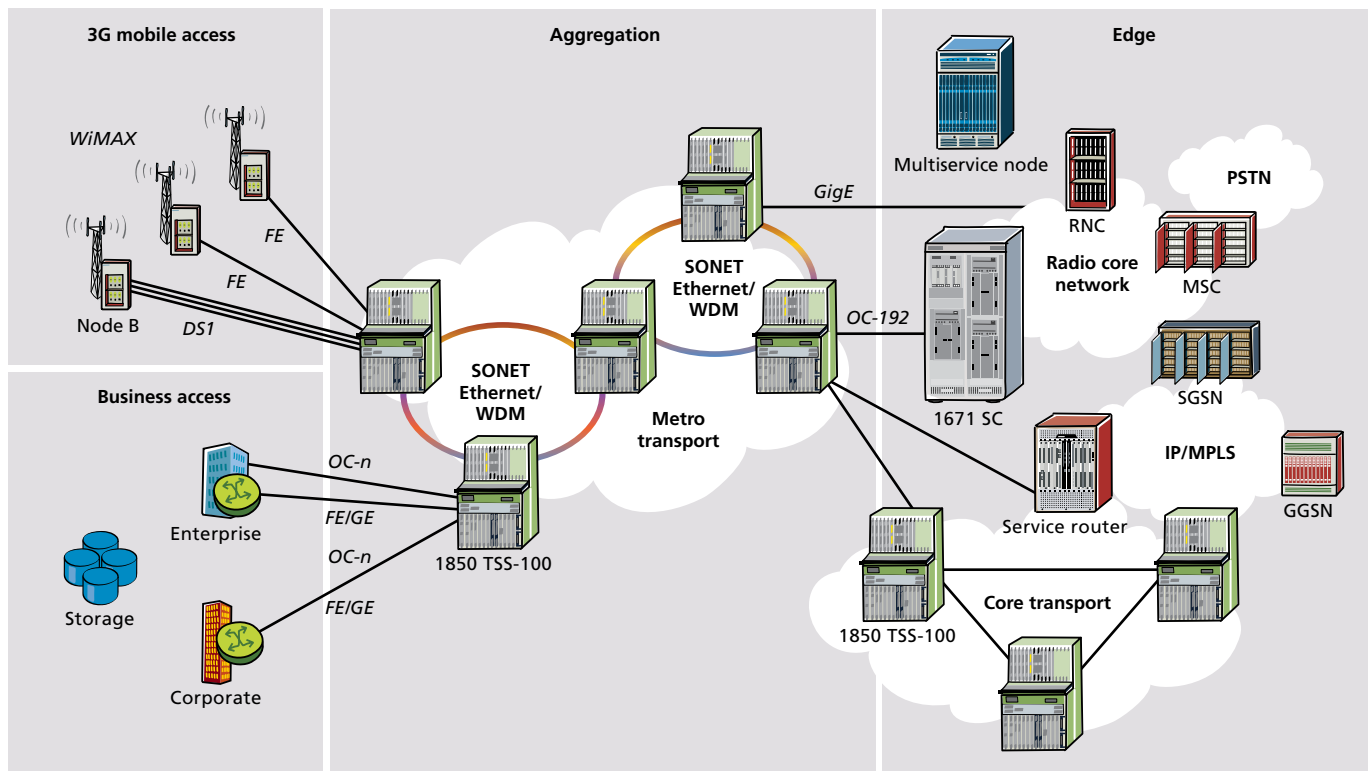 3G mobile access
WiMAX
FE
FE
Node B
DS1
Business access
OC-n
Enterprise
FE/GE
OC-n
Storage
FE/GE
Corporate
Aggregation
SONET
Ethernet/
WDM
SONET
Ethernet/
WDM
Metro
transport
1850 TSS-100
GigE
OC-192
Edge
Multiservice node
RNC
PSTN
Radio core
network
MSC
1671 SC
SGSN
IP/MPLS
Service router
GGSN
Core transport
1850 TSS-100